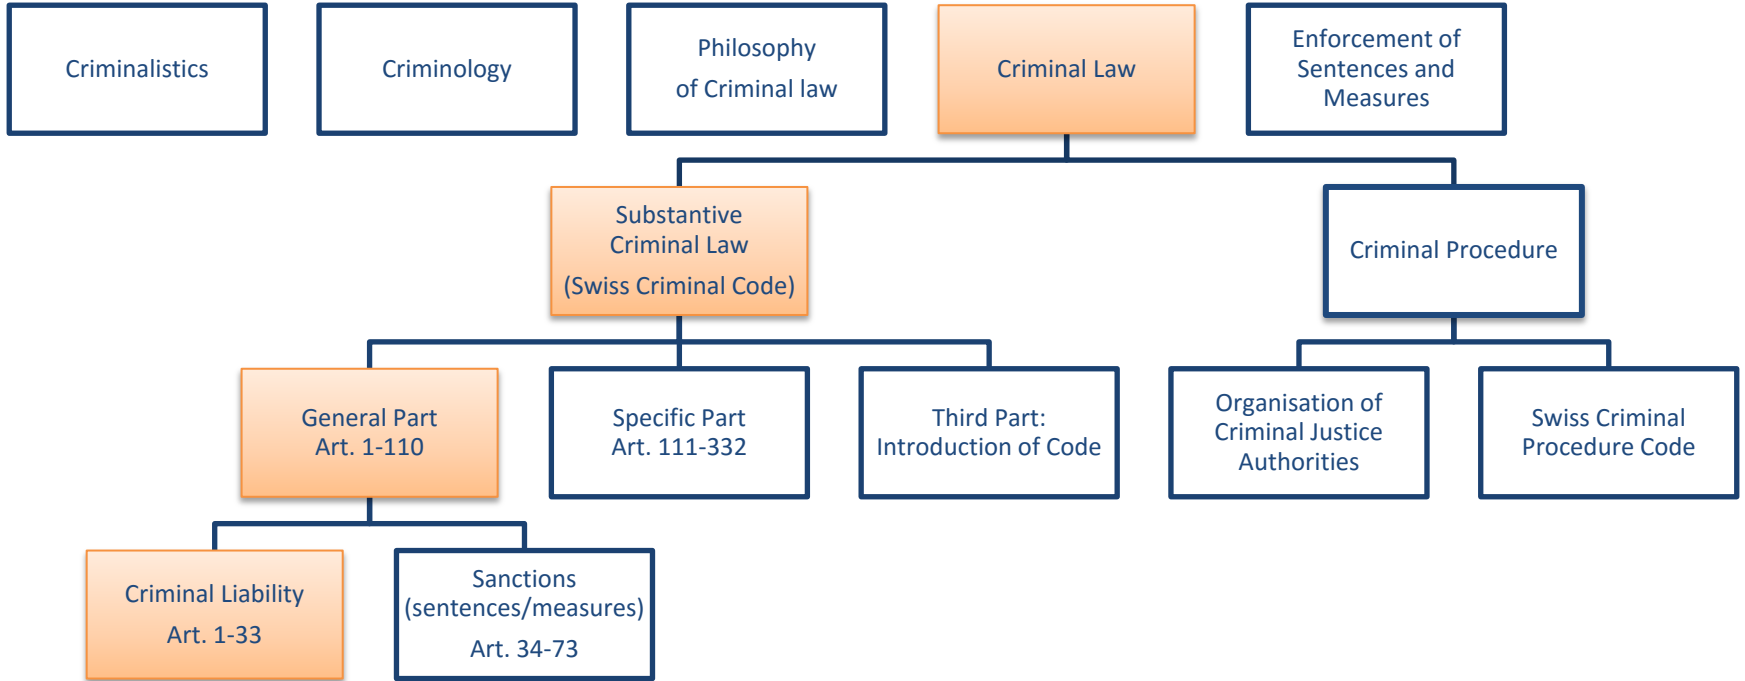 Criminalistics
Criminology
Philosophy
of Criminal law
Criminal Law
Enforcement of
Sentences and
Measures
Substantive
Criminal Law
(Swiss Criminal Code)
Criminal Procedure
General Part
Art. 1-110
Specific Part
Art. 111-332
Third Part:
Introduction of Code
Organisation of
Criminal Justice
Authorities
Swiss Criminal
Procedure Code
Criminal Liability
Art. 1-33
Sanctions
(sentences/measures)
Art. 34-73